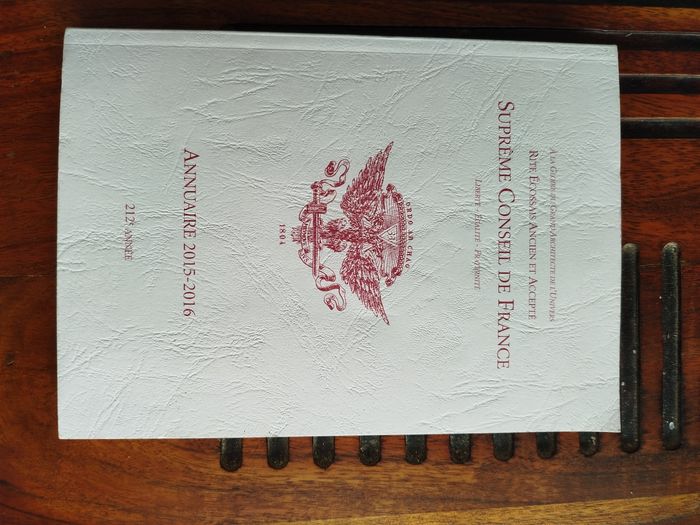 A LA GLOIRE DU GRAND ARCHITECTE DE L'UNIVERS
RITE ECOSSAIS ANCIEN ET ACCEPTÉ
SUPRÊME CONSEIL DE FRANCE
LIBERTÉ - ÉGALITÉ - FRATERNITÉ
ORDO AB CHAO
1804
ANNUAIRE 2015-2016
212e ANNÉE